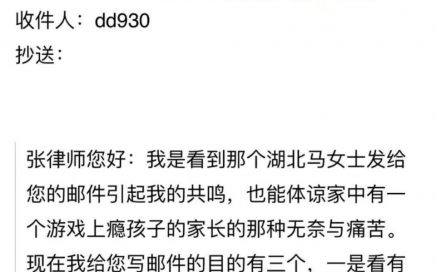 收件人：dd930
抄送：
张律师您好：我是看到那个湖北马女士发给
您的邮件引起我的共鸣，也能体谅家中有一
个游戏上瘾孩子的家长的那种无奈与痛苦。
现在我给您写邮件的目的有三个，一是看有